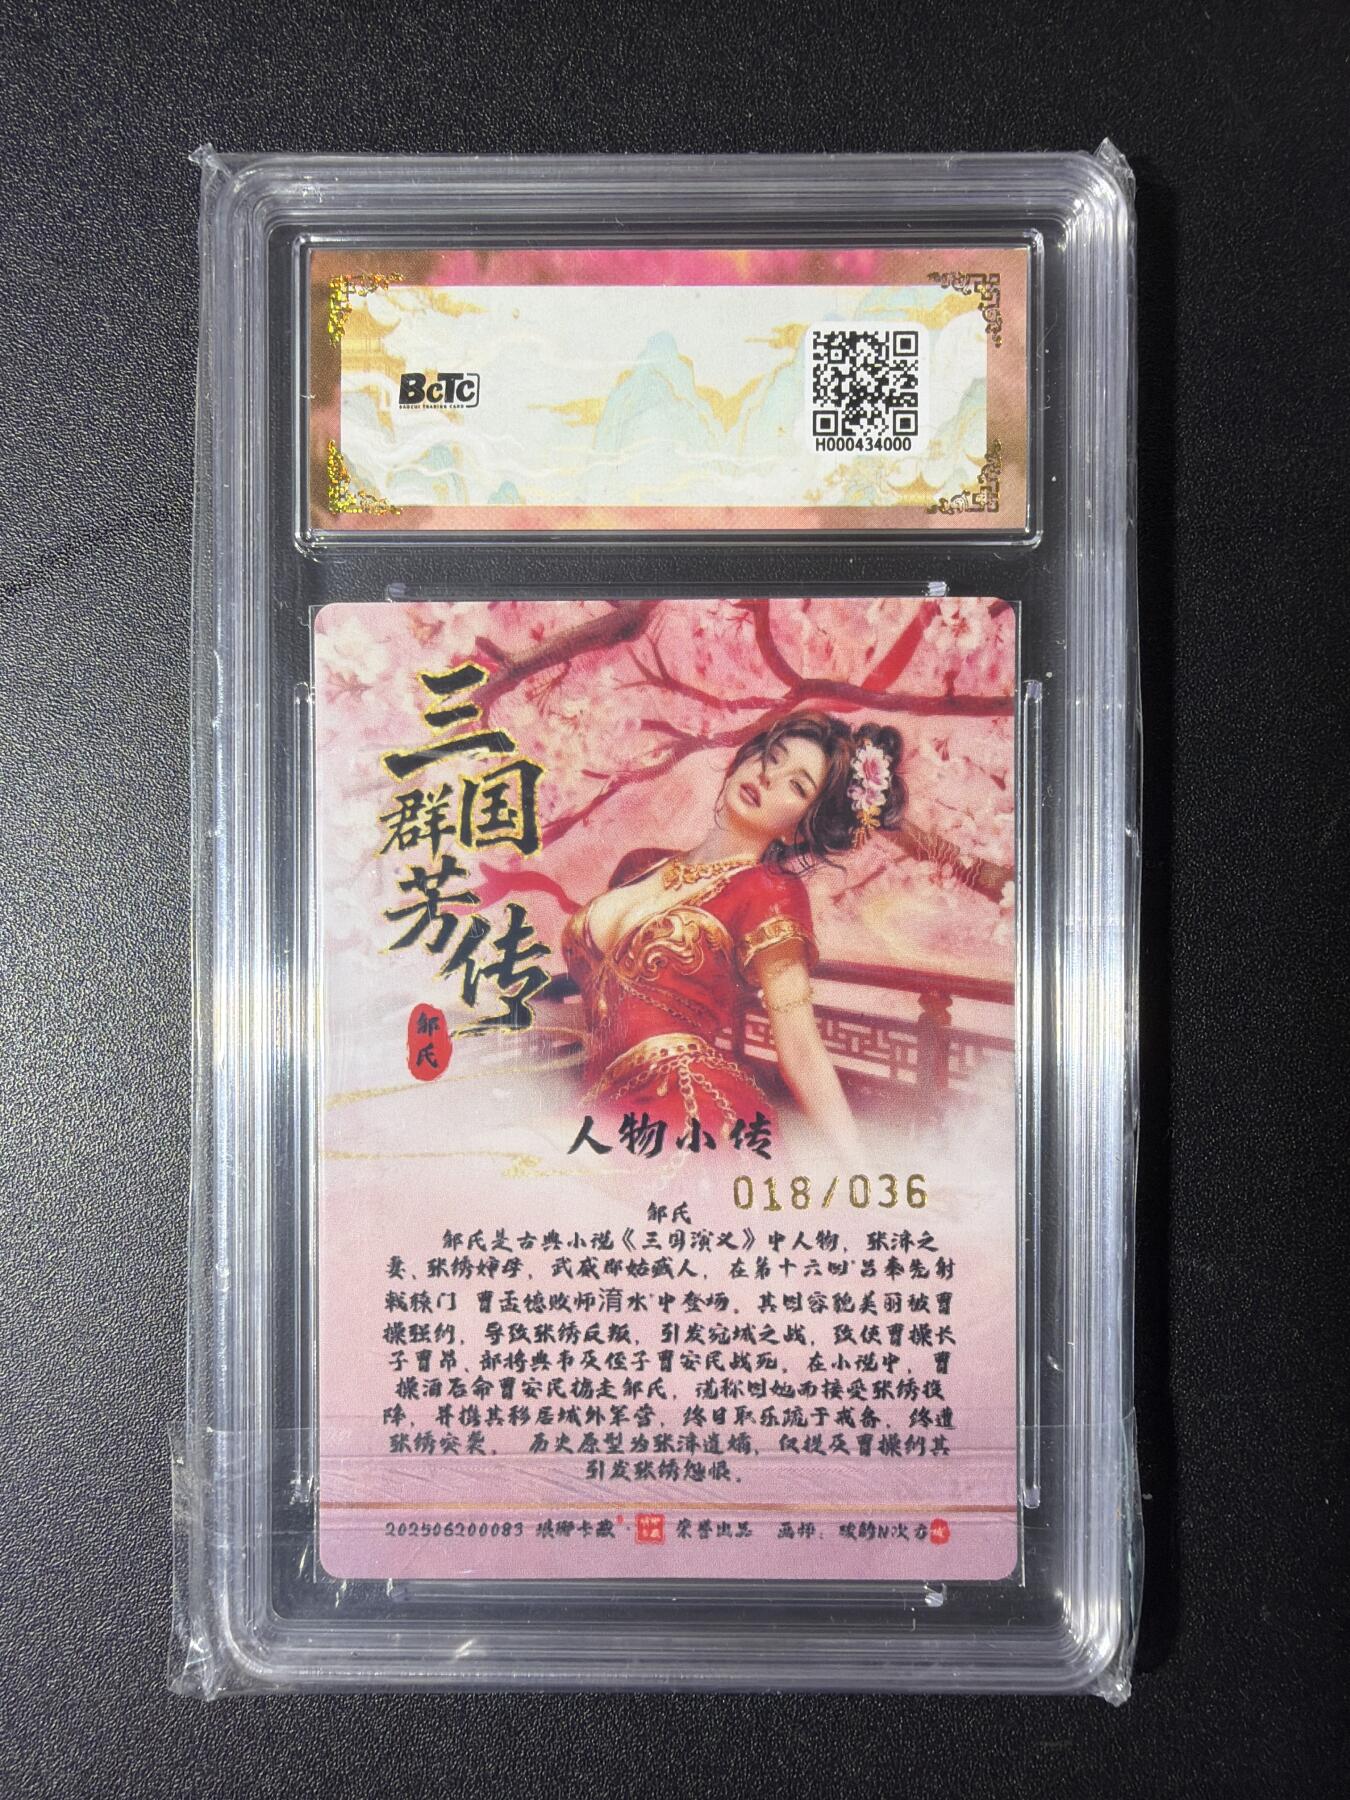 BcTc
BAOCUI TRADING CARD
H000434000
三国
群芳传
邹氏
人物小传
018/036
邹氏
邹氏是古典小说《三国演义》中人物，张济之
妻、张绣婶母，武威郡姑臧人，在第十六回"吕奉先射
戟辕门 曹孟德败师淯水"中登场。其因容貌美丽被曹
操强纳，导致张绣反叛，引发宛城之战，致使曹操长
子曹昂、部将典韦及侄子曹安民战死。在小说中，曹
操酒后命曹安民掳走邹氏，谎称因她而接受张绣投
降，并携其移居城外军营，终日取乐疏于戒备，终遭
张绣突袭。 历史原型为张济遗孀，仅提及曹操纳其
引发张绣怨恨。
202506200083 琅琊卡藏 荣誉出品 画师：破的N次方